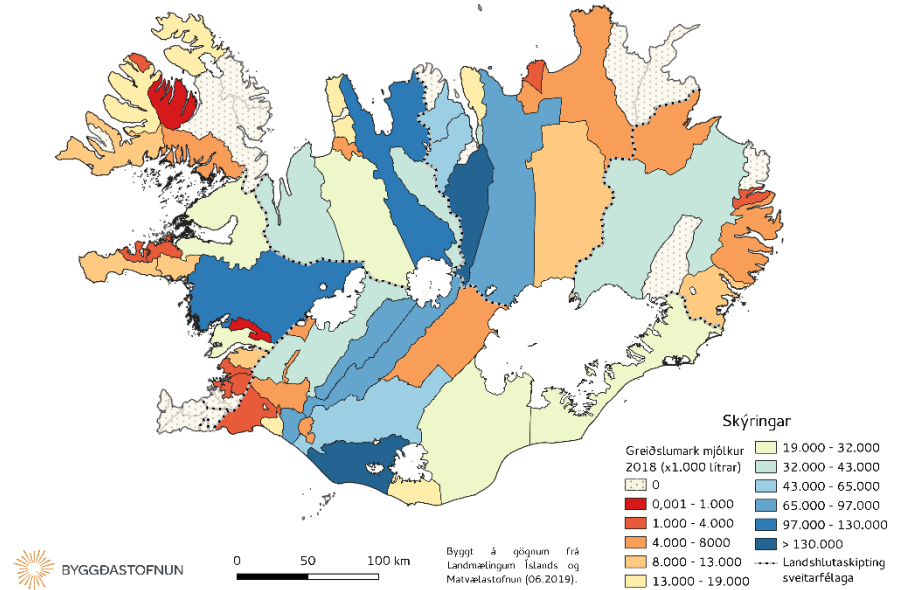 Skýringar
Greiðslumark mjólkur
2018 (x1.000 lítrar)
0
0,001 - 1.000
1.000 - 4.000
4.000 - 8000
8.000 - 13.000
13.000 - 19.000
19.000 - 32.000
32.000 - 43.000
43.000 - 65.000
65.000 - 97.000
97.000 - 130.000
> 130.000
Landshlutaskipting
sveitarfélaga
BYGGÐASTOFNUN
0 50 100 km
Byggt á gögnum frá
Landmælingum Íslands og
Matvælastofnun (06.2019).